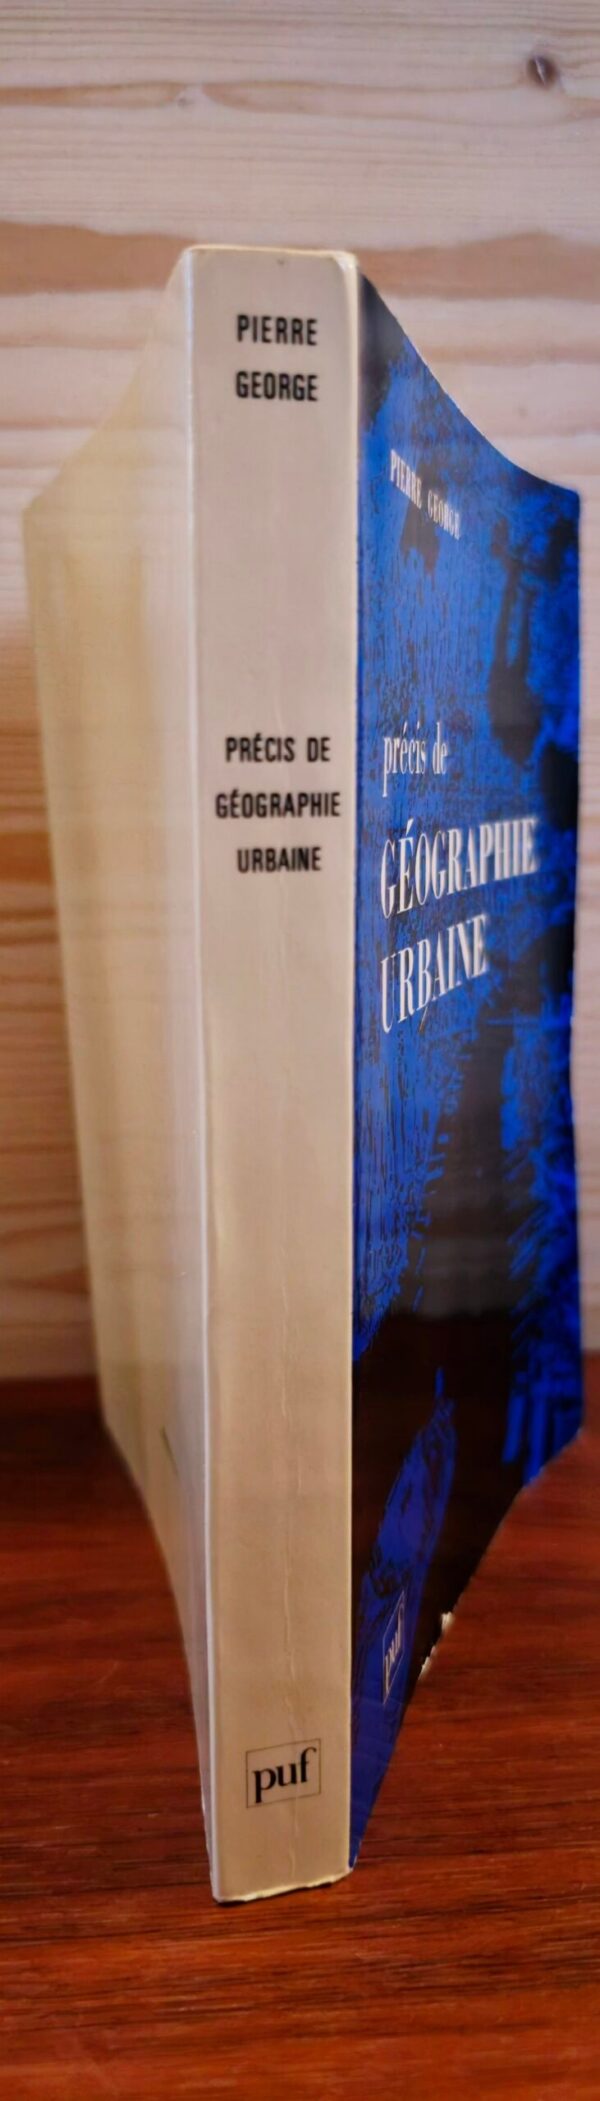 PIERRE
GEORGE
PRÉCIS DE
GÉOGRAPHIE
URBAINE
puf
PIERRE GEORGE
précis de
GÉOGRAPHIE
URBAINE
puf